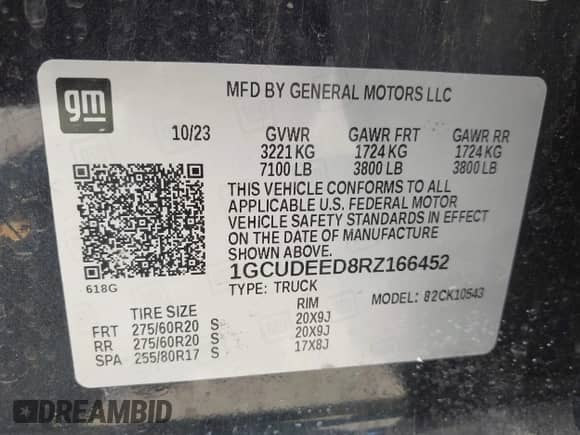 gm
MFD BY GENERAL MOTORS LLC
10/23 GVWR GAWR FRT GAWR RR
3221 KG 1724 KG 1724 KG
7100 LB 3800 LB 3800 LB
THIS VEHICLE CONFORMS TO ALL
APPLICABLE U.S. FEDERAL MOTOR
VEHICLE SAFETY STANDARDS IN EFFECT
ON THE DATE OF MANUFACTURE
SHOWN ABOVE.
1GCUDEED8RZ166452
618G
TYPE: TRUCK MODEL: 82CK10543
TIRE SIZE RIM
FRT 275/60R20 S 20X9J
RR 275/60R20 S 20X9J
SPA 255/80R17 S 17X8J
DREAMBID